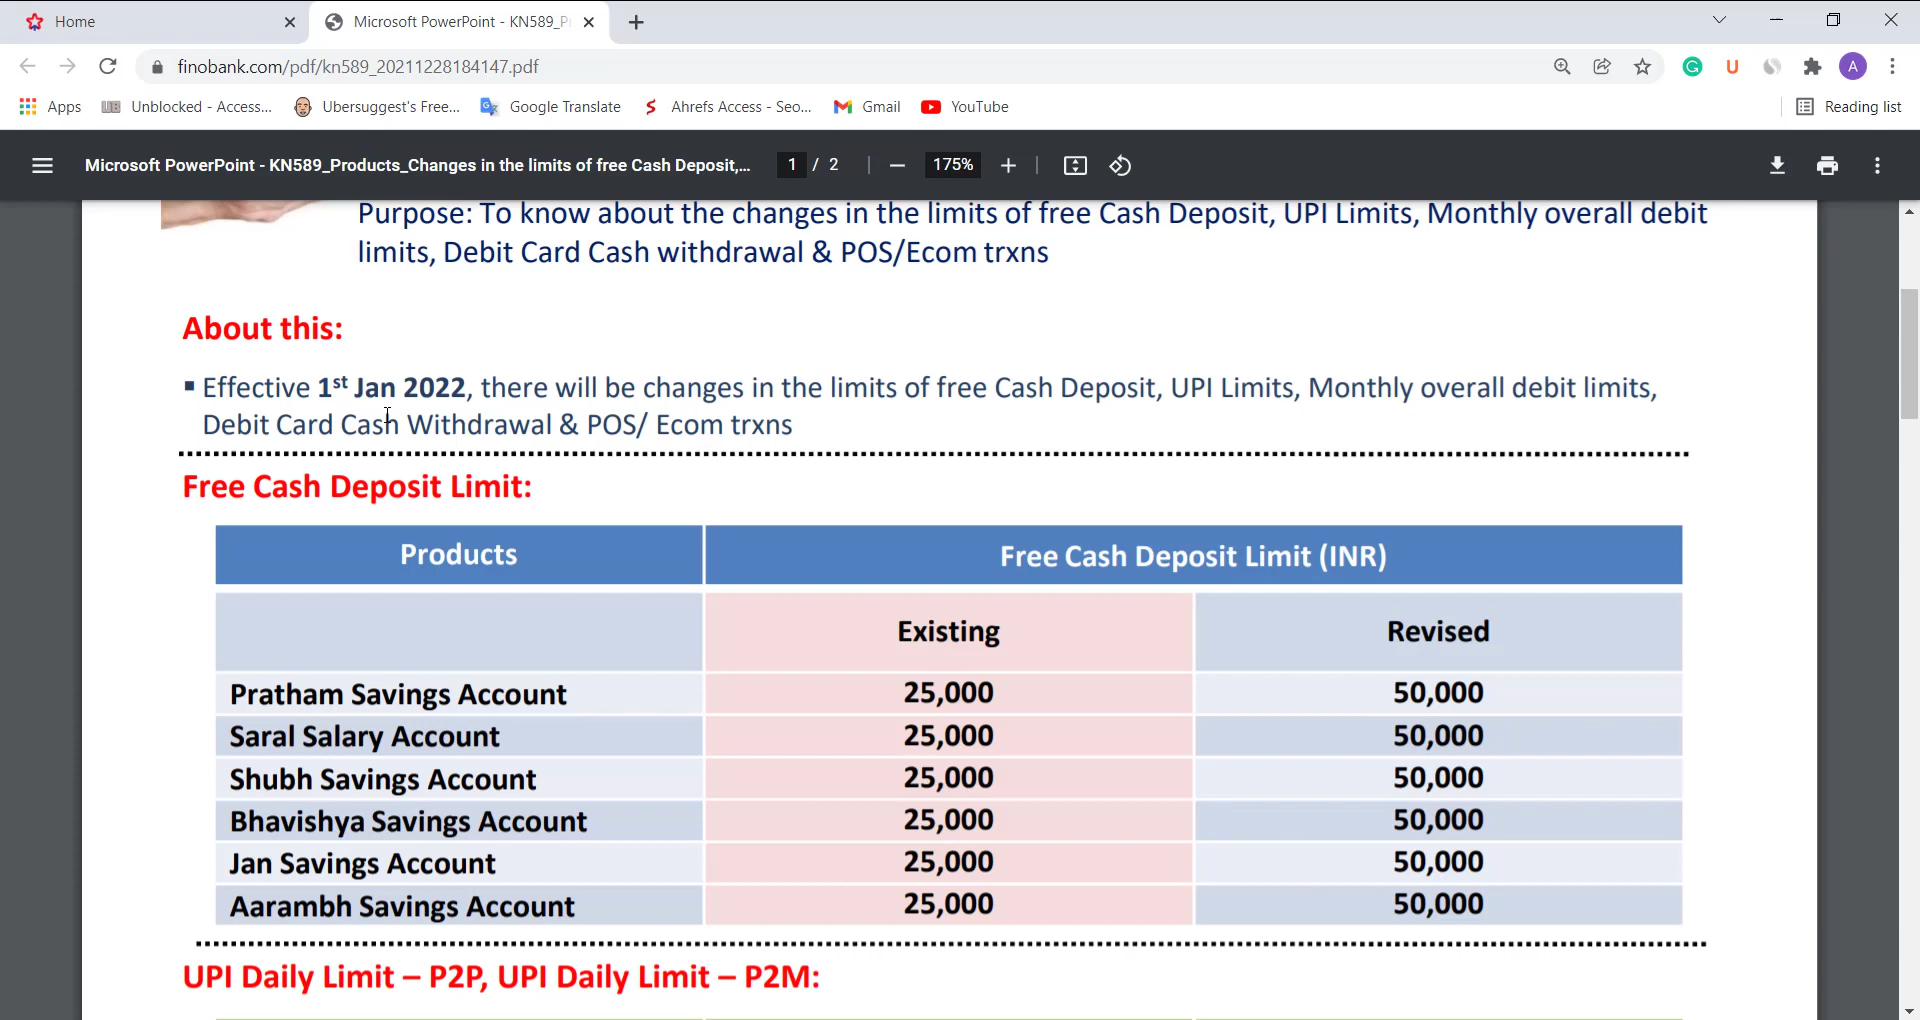 Home
Microsoft PowerPoint - KN589_P
finobank.com/pdf/kn589_20211228184147.pdf
A
Apps
Unblocked - Access...
Ubersuggest's Free...
Google Translate
Ahrefs Access - Seo...
Gmail
YouTube
Reading list
Microsoft PowerPoint - KN589_Products_Changes in the limits of free Cash Deposit,... 1 / 2 175%
Purpose: To know about the changes in the limits of free Cash Deposit, UPI Limits, Monthly overall debit
limits, Debit Card Cash withdrawal & POS/Ecom trxns
About this:
▪ Effective 1st Jan 2022, there will be changes in the limits of free Cash Deposit, UPI Limits, Monthly overall debit limits,
Debit Card Cash Withdrawal & POS/ Ecom trxns
Free Cash Deposit Limit:
Products Free Cash Deposit Limit (INR)
Existing Revised
Pratham Savings Account 25,000 50,000
Saral Salary Account 25,000 50,000
Shubh Savings Account 25,000 50,000
Bhavishya Savings Account 25,000 50,000
Jan Savings Account 25,000 50,000
Aarambh Savings Account 25,000 50,000
UPI Daily Limit – P2P, UPI Daily Limit – P2M: